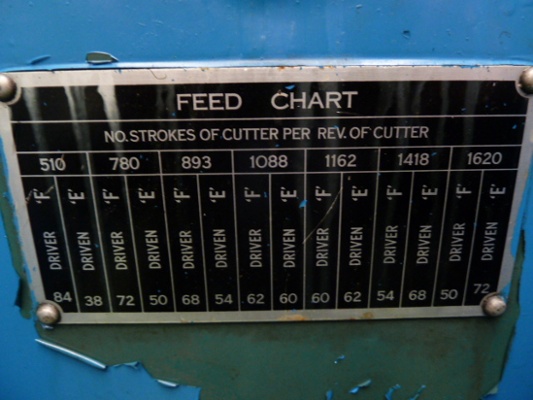 FEED CHART
NO. STROKES OF CUTTER PER REV. OF CUTTER
510 780 893 1088 1162 1418 1620
DRIVER 'F' DRIVEN 'E' DRIVER 'F' DRIVEN 'E' DRIVER 'F' DRIVEN 'E' DRIVER 'F' DRIVEN 'E' DRIVER 'F' DRIVEN 'E' DRIVER 'F' DRIVEN 'E' DRIVER 'F' DRIVEN 'E'
84 38 72 50 68 54 62 60 60 62 54 68 50 72